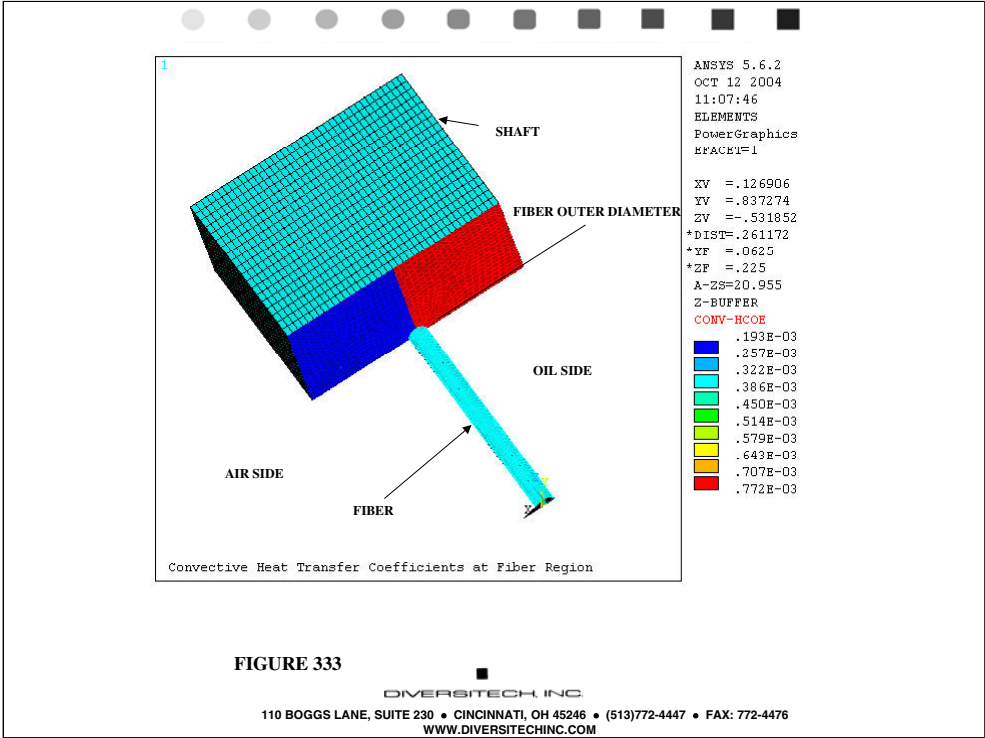 1
SHAFT
FIBER OUTER DIAMETER
OIL SIDE
AIR SIDE
FIBER
X
Y
Convective Heat Transfer Coefficients at Fiber Region
ANSYS 5.6.2
OCT 12 2004
11:07:46
ELEMENTS
PowerGraphics
EFACET=1
XV =.126906
YV =.837274
ZV =-.531852
*DIST=.261172
*YF =.0625
*ZF =.225
A-ZS=20.955
Z-BUFFER
CONV-HCOE
.193E-03
.257E-03
.322E-03
.386E-03
.450E-03
.514E-03
.579E-03
.643E-03
.707E-03
.772E-03
FIGURE 333
DIVERSITECH, INC.
110 BOGGS LANE, SUITE 230 ● CINCINNATI, OH 45246 ● (513)772-4447 ● FAX: 772-4476
WWW.DIVERSITECHINC.COM